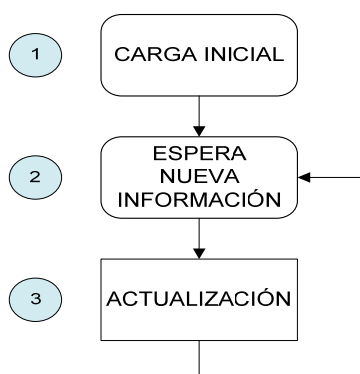 1
CARGA INICIAL
2
ESPERA
NUEVA
INFORMACIÓN
3
ACTUALIZACIÓN